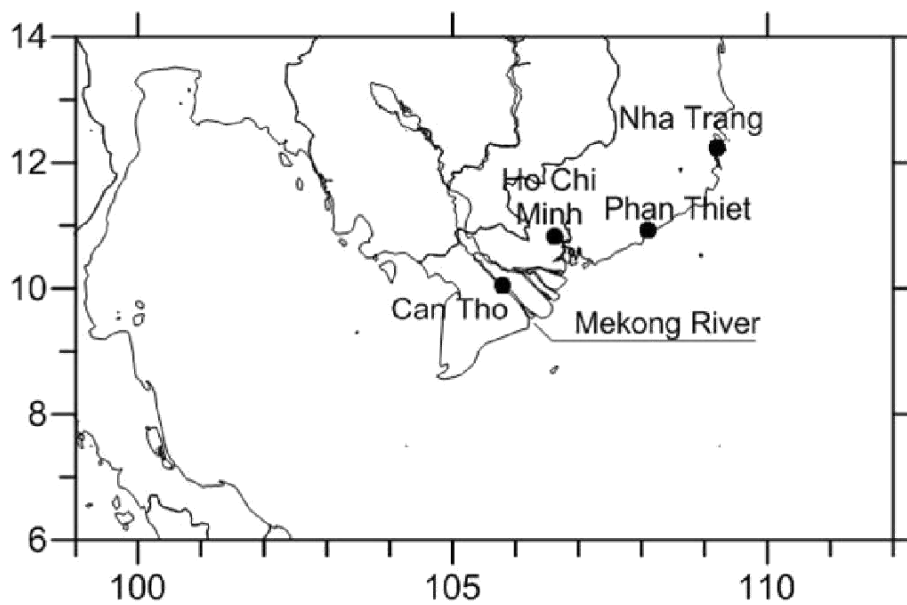 14
Nha Trang
12
Ho Chi
Minh
Phan Thiet
10
Can Tho
Mekong River
8
6
100
105
110